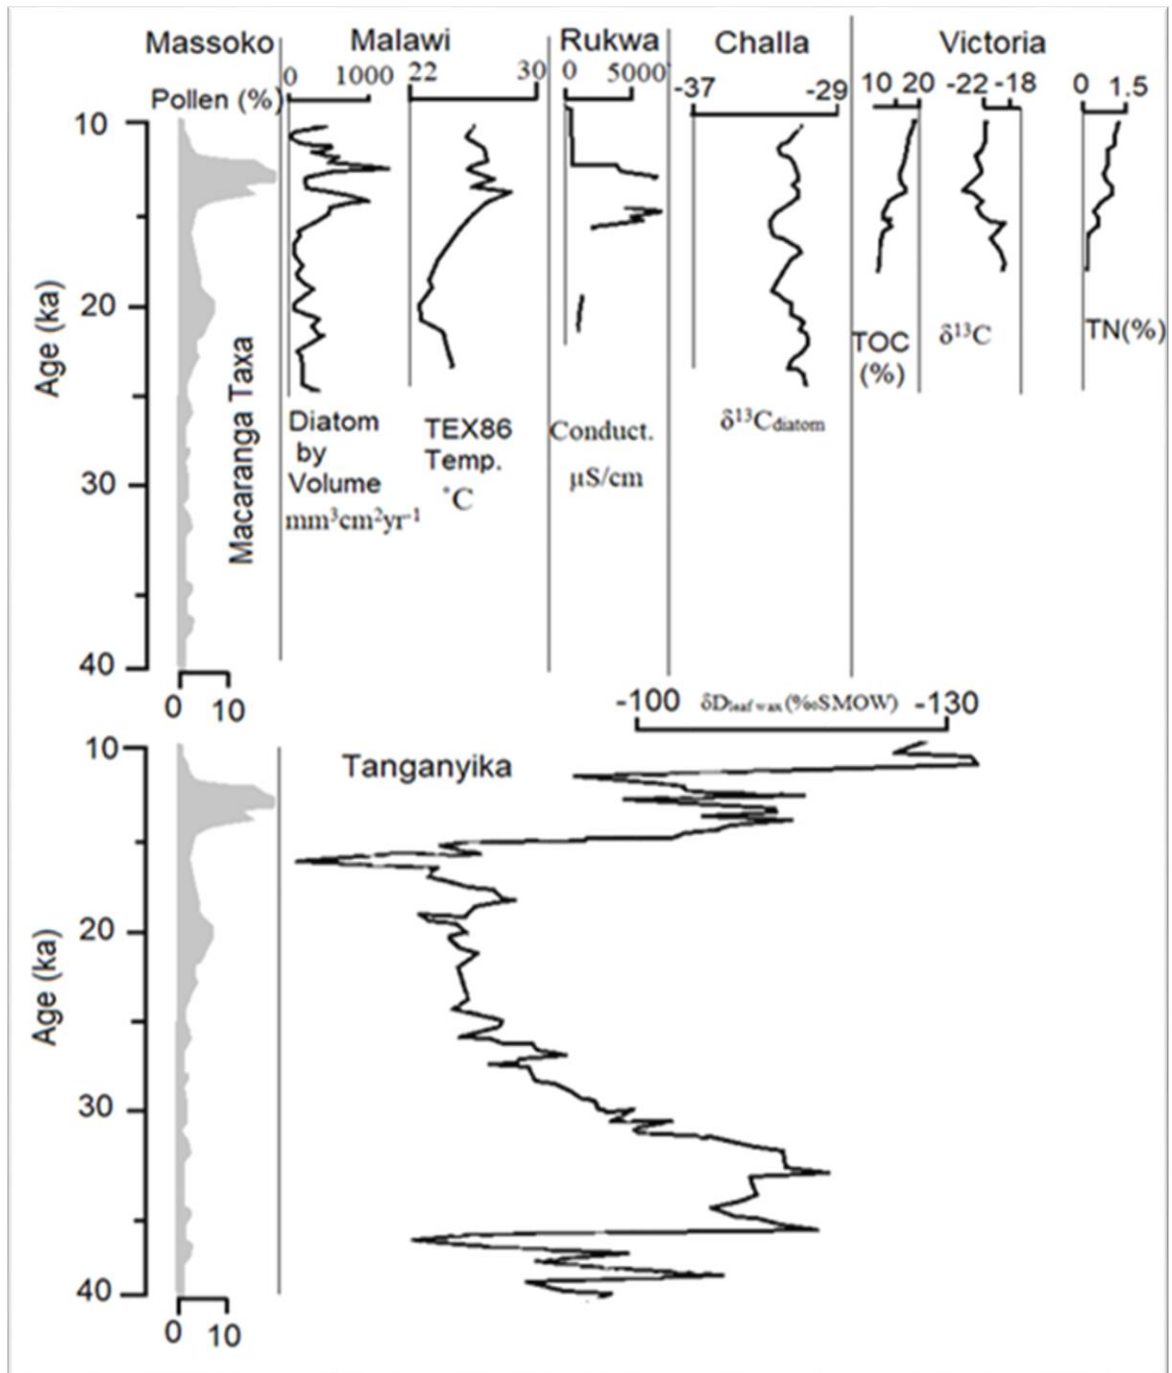 Massoko Malawi Rukwa Challa Victoria
Pollen (%) 0 1000 22 30 0 5000 -37 -29 10 20 -22 -18 0 1.5
10
20
30
40
Age (ka)
Macaranga Taxa
Diatom
by
Volume
mm³cm²yr⁻¹
TEX86
Temp.
°C
Conduct.
µS/cm
δ¹³Cdiatom
TOC
(%)
δ¹³C
TN(%)
0 10
-100 δDleaf wax (‰SMOW) -130
Tanganyika
10
20
30
40
Age (ka)
0 10